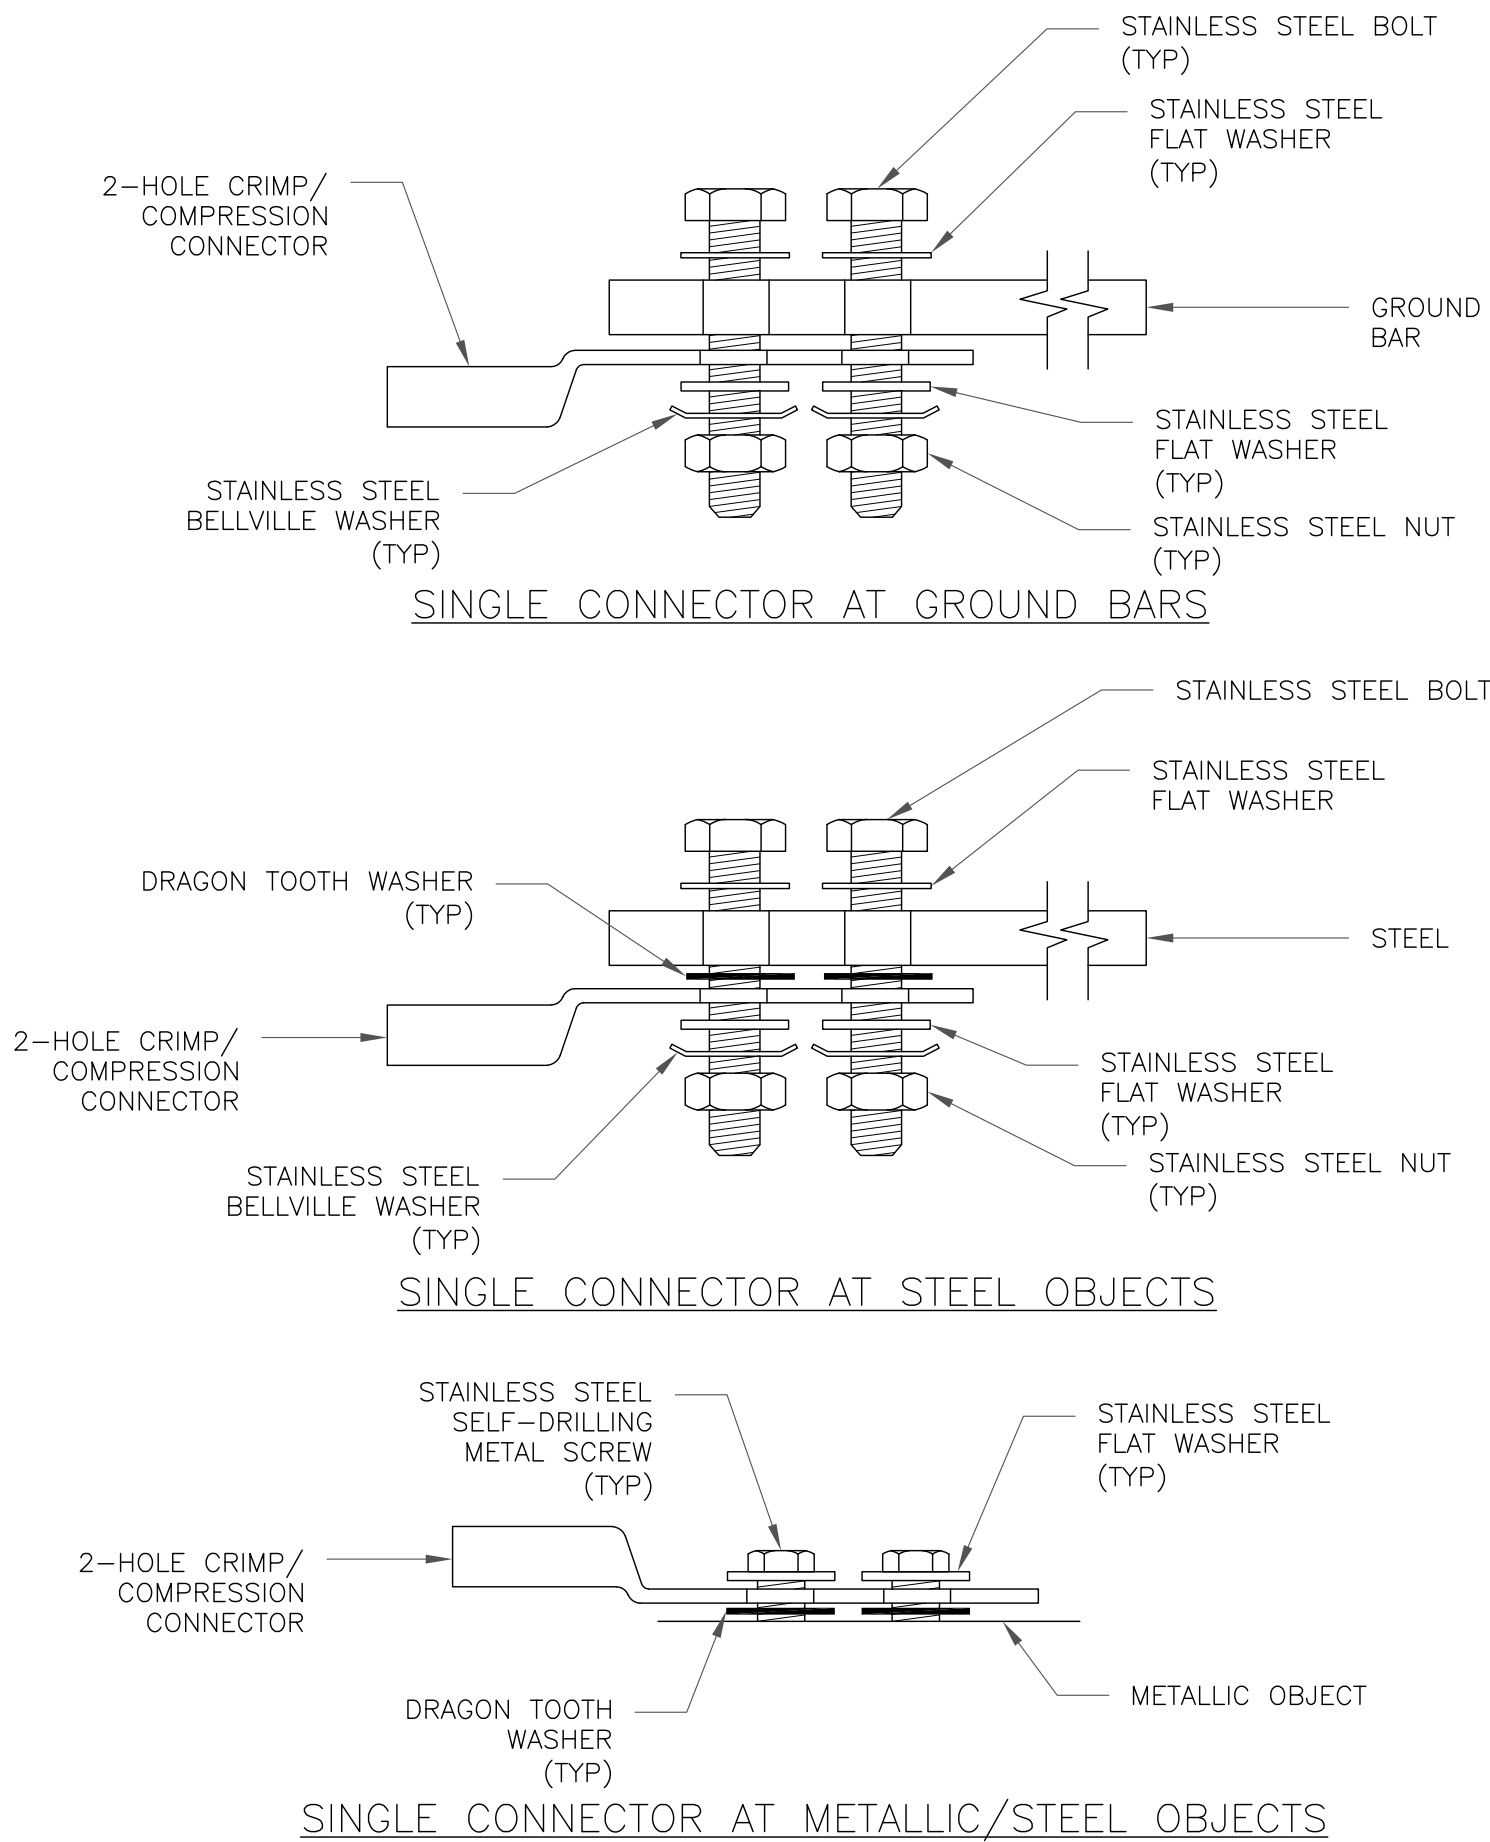 STAINLESS STEEL BOLT
(TYP)
STAINLESS STEEL
FLAT WASHER
(TYP)
2-HOLE CRIMP/
COMPRESSION
CONNECTOR
GROUND
BAR
STAINLESS STEEL
FLAT WASHER
(TYP)
STAINLESS STEEL
BELLVILLE WASHER
(TYP)
STAINLESS STEEL NUT
(TYP)
SINGLE CONNECTOR AT GROUND BARS
STAINLESS STEEL BOLT
STAINLESS STEEL
FLAT WASHER
DRAGON TOOTH WASHER
(TYP)
STEEL
2-HOLE CRIMP/
COMPRESSION
CONNECTOR
STAINLESS STEEL
FLAT WASHER
(TYP)
STAINLESS STEEL NUT
(TYP)
STAINLESS STEEL
BELLVILLE WASHER
(TYP)
SINGLE CONNECTOR AT STEEL OBJECTS
STAINLESS STEEL
SELF-DRILLING
METAL SCREW
(TYP)
STAINLESS STEEL
FLAT WASHER
(TYP)
2-HOLE CRIMP/
COMPRESSION
CONNECTOR
METALLIC OBJECT
DRAGON TOOTH
WASHER
(TYP)
SINGLE CONNECTOR AT METALLIC/STEEL OBJECTS